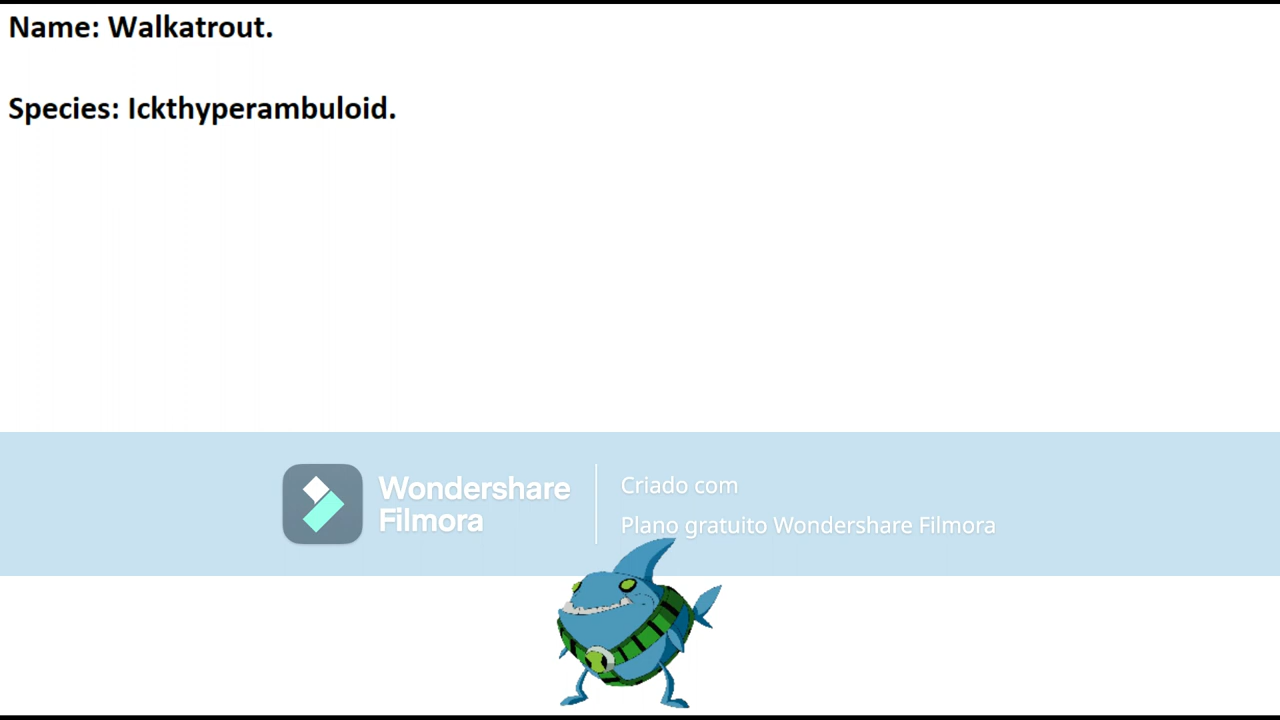 Name: Walkatrout.
Species: Ickthyperambuloid.
Wondershare
Filmora
Criado com
Plano gratuito Wondershare Filmora